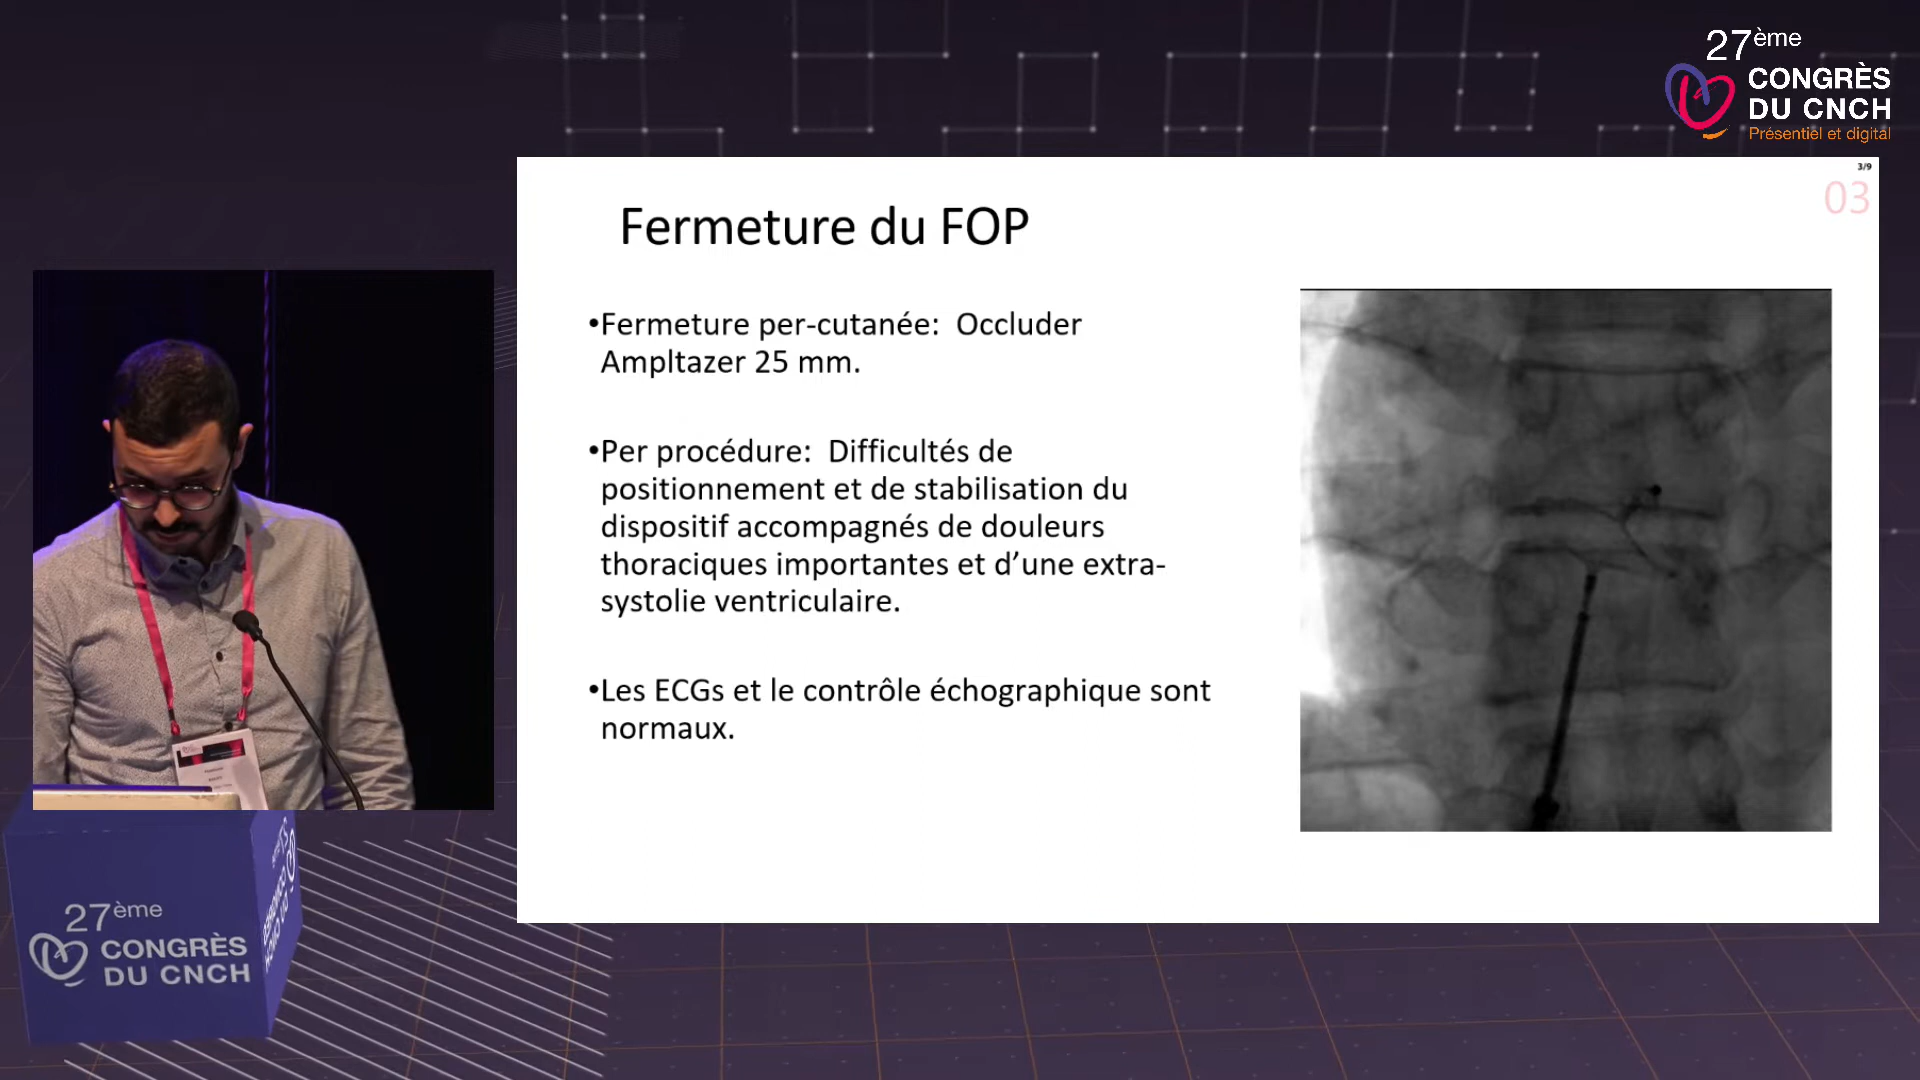 27ème
CONGRÈS
DU CNCH
Présentiel et digital
3/9
03
Fermeture du FOP
•Fermeture per-cutanée: Occluder
Ampltazer 25 mm.
•Per procédure: Difficultés de
positionnement et de stabilisation du
dispositif accompagnés de douleurs
thoraciques importantes et d’une extra-
systolie ventriculaire.
•Les ECGs et le contrôle échographique sont
normaux.
27ème
CONGRÈS
DU CNCH